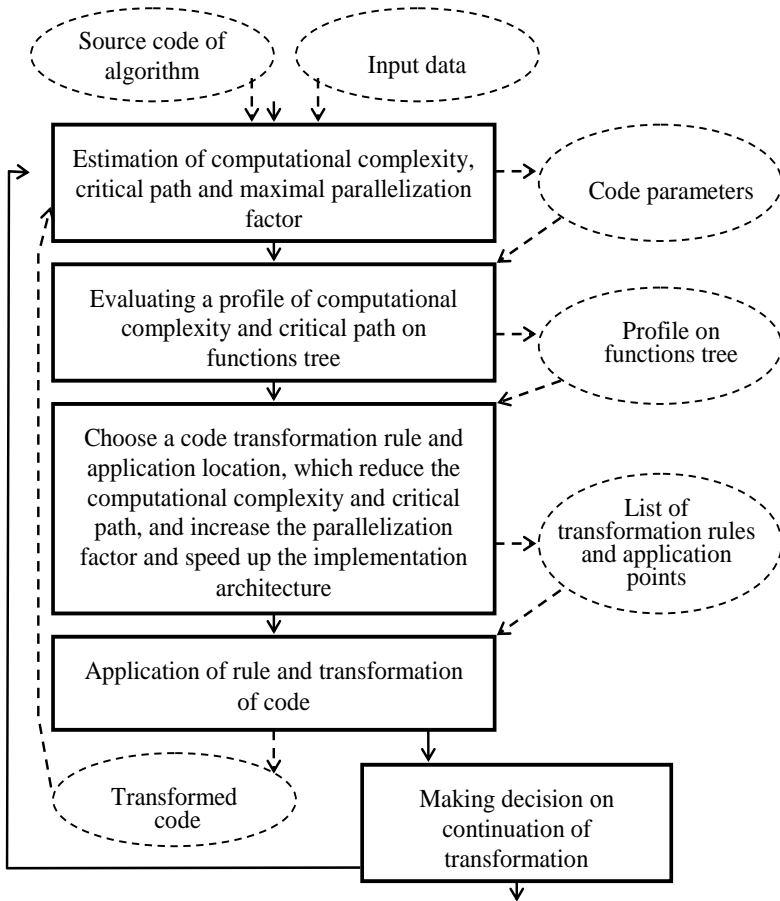 Source code of
algorithm
Input data
Estimation of computational complexity,
critical path and maximal parallelization
factor
Code parameters
Evaluating a profile of computational
complexity and critical path on
functions tree
Profile on
functions tree
Choose a code transformation rule and
application location, which reduce the
computational complexity and critical
path, and increase the parallelization
factor and speed up the implementation
architecture
List of
transformation rules
and application
points
Application of rule and transformation
of code
Transformed
code
Making decision on
continuation of
transformation